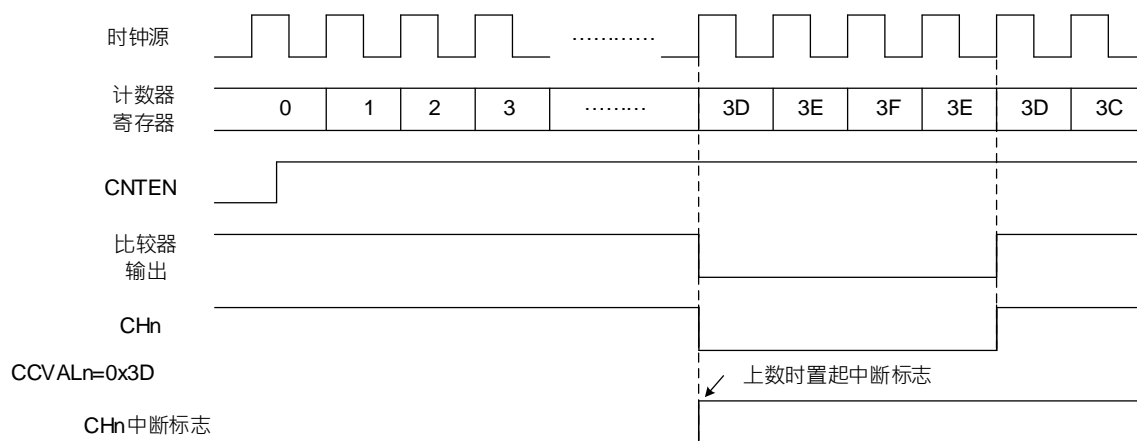 时钟源
…………
计数器
寄存器
0 1 2 3 ……… 3D 3E 3F 3E 3D 3C
CNTEN
比较器
输出
CHn
CCVALn=0x3D
上数时置起中断标志
CHn中断标志